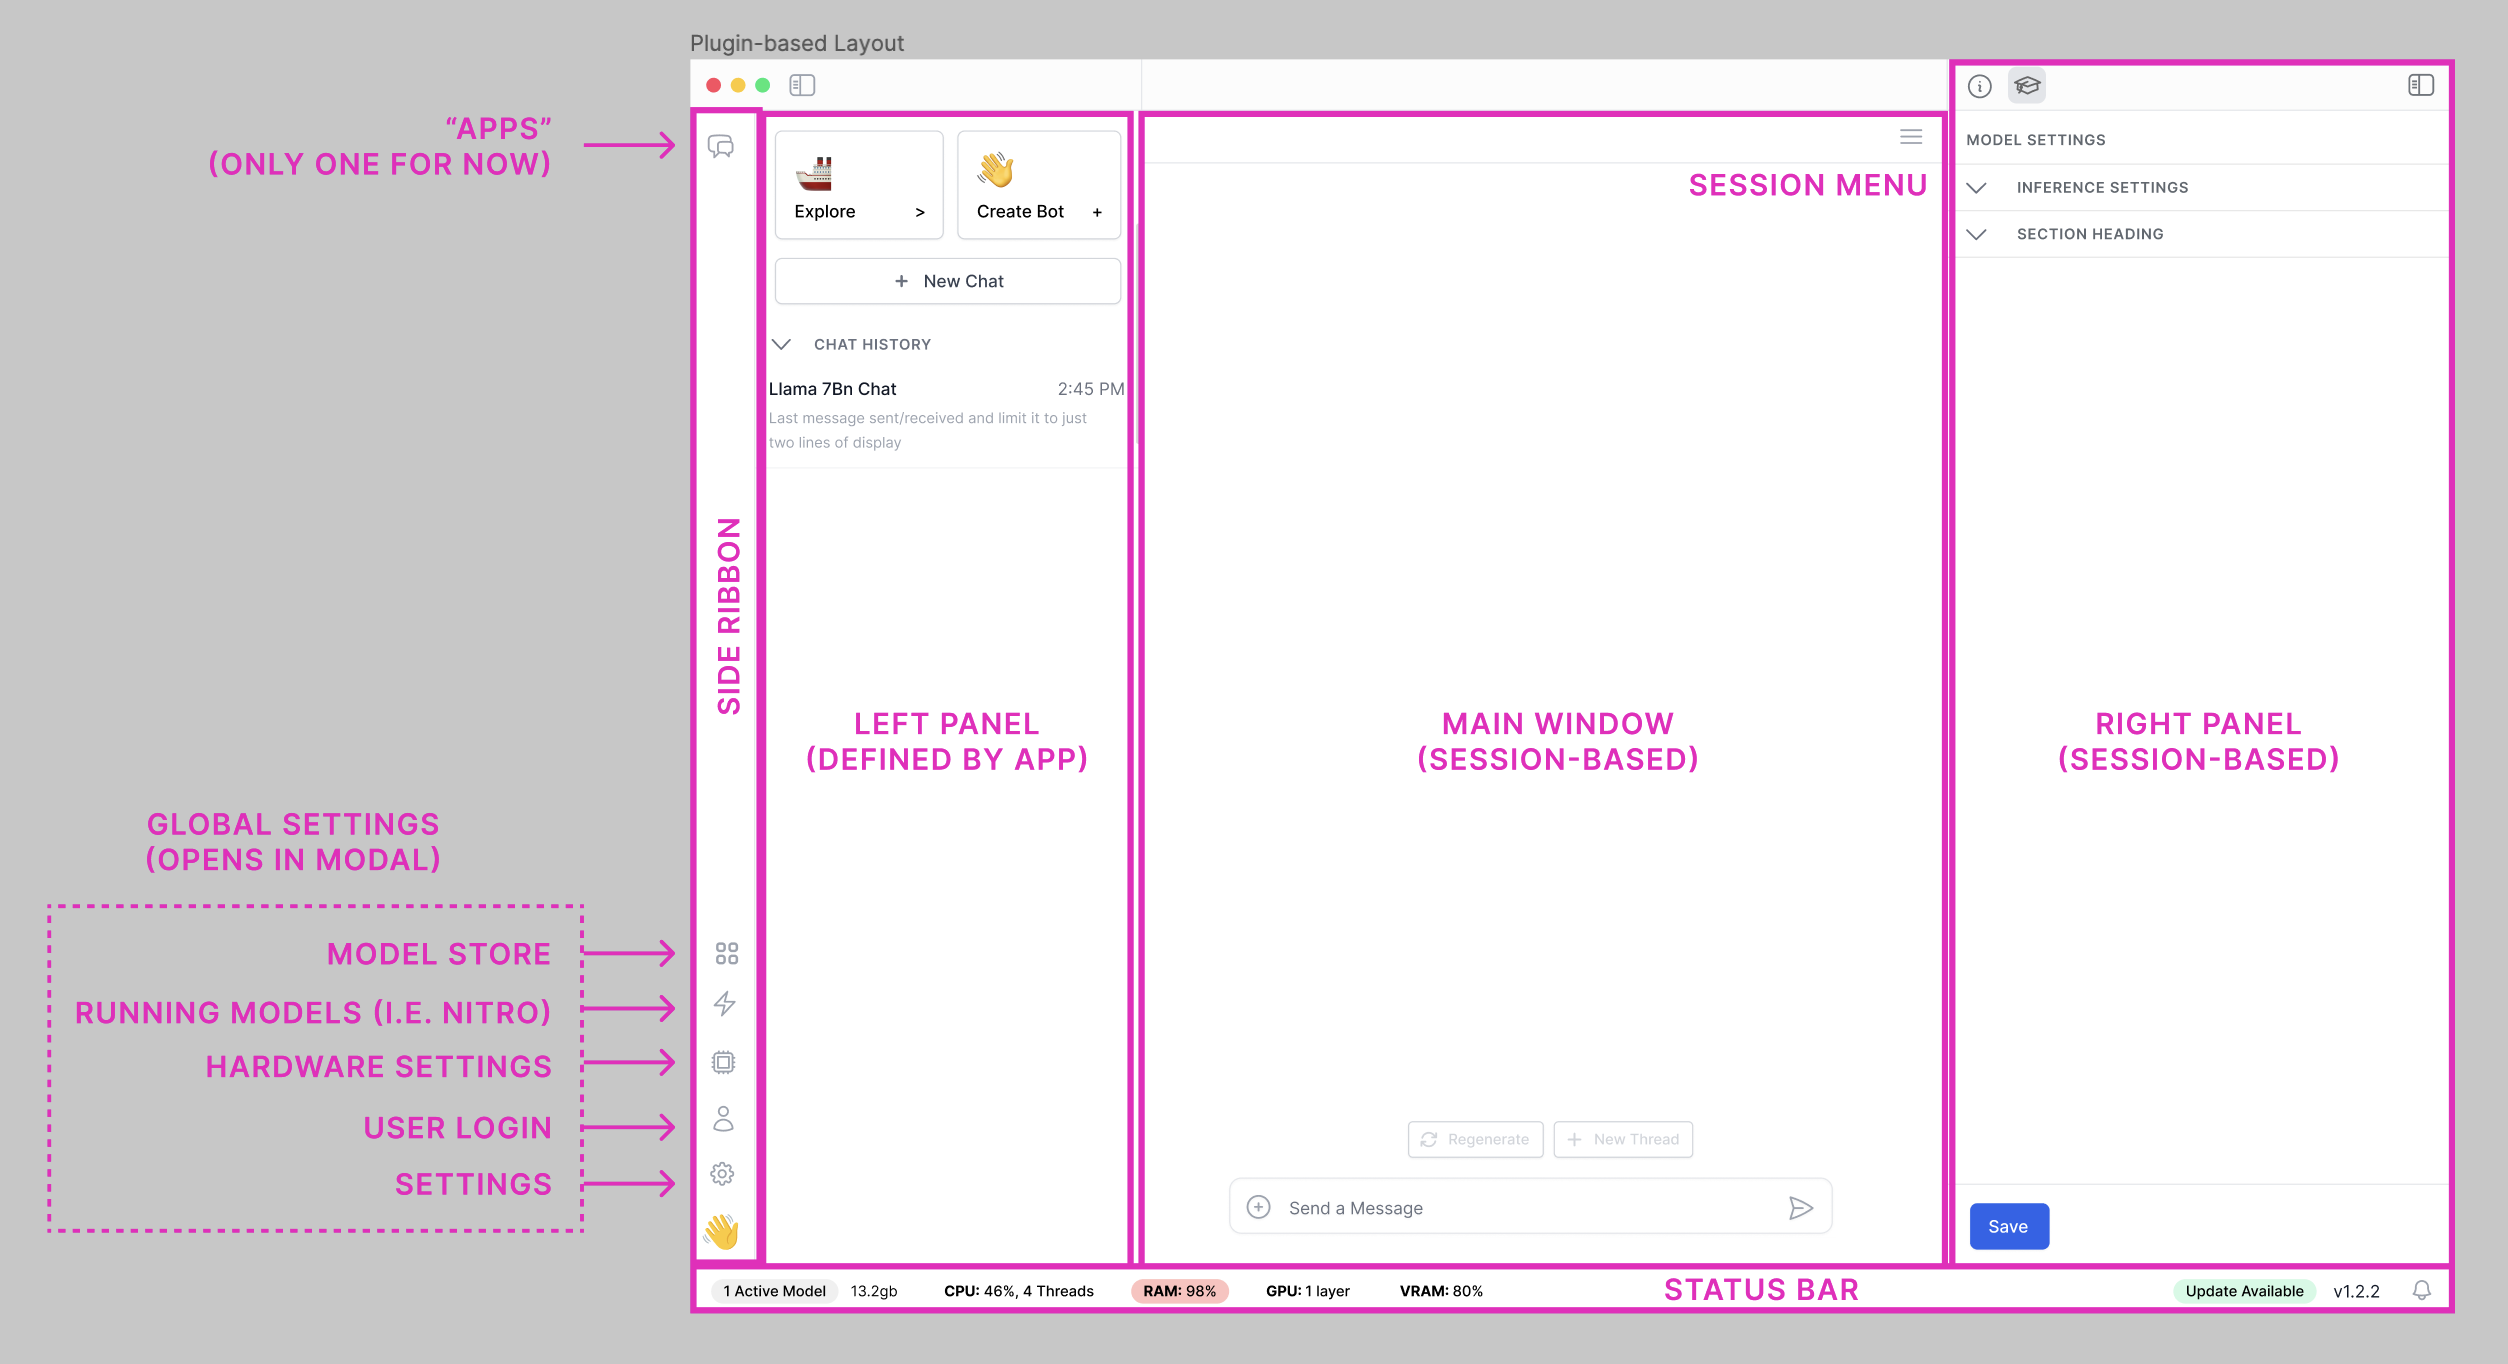 Plugin-based Layout
“APPS”
(ONLY ONE FOR NOW)
GLOBAL SETTINGS
(OPENS IN MODAL)
MODEL STORE
RUNNING MODELS (I.E. NITRO)
HARDWARE SETTINGS
USER LOGIN
SETTINGS
SIDE RIBBON
Explore >
Create Bot +
+ New Chat
CHAT HISTORY
Llama 7Bn Chat 2:45 PM
Last message sent/received and limit it to just
two lines of display
LEFT PANEL
(DEFINED BY APP)
SESSION MENU
MAIN WINDOW
(SESSION-BASED)
Regenerate
+ New Thread
Send a Message
MODEL SETTINGS
INFERENCE SETTINGS
SECTION HEADING
RIGHT PANEL
(SESSION-BASED)
Save
1 Active Model 13.2gb CPU: 46%, 4 Threads RAM: 98% GPU: 1 layer VRAM: 80% STATUS BAR Update Available v1.2.2